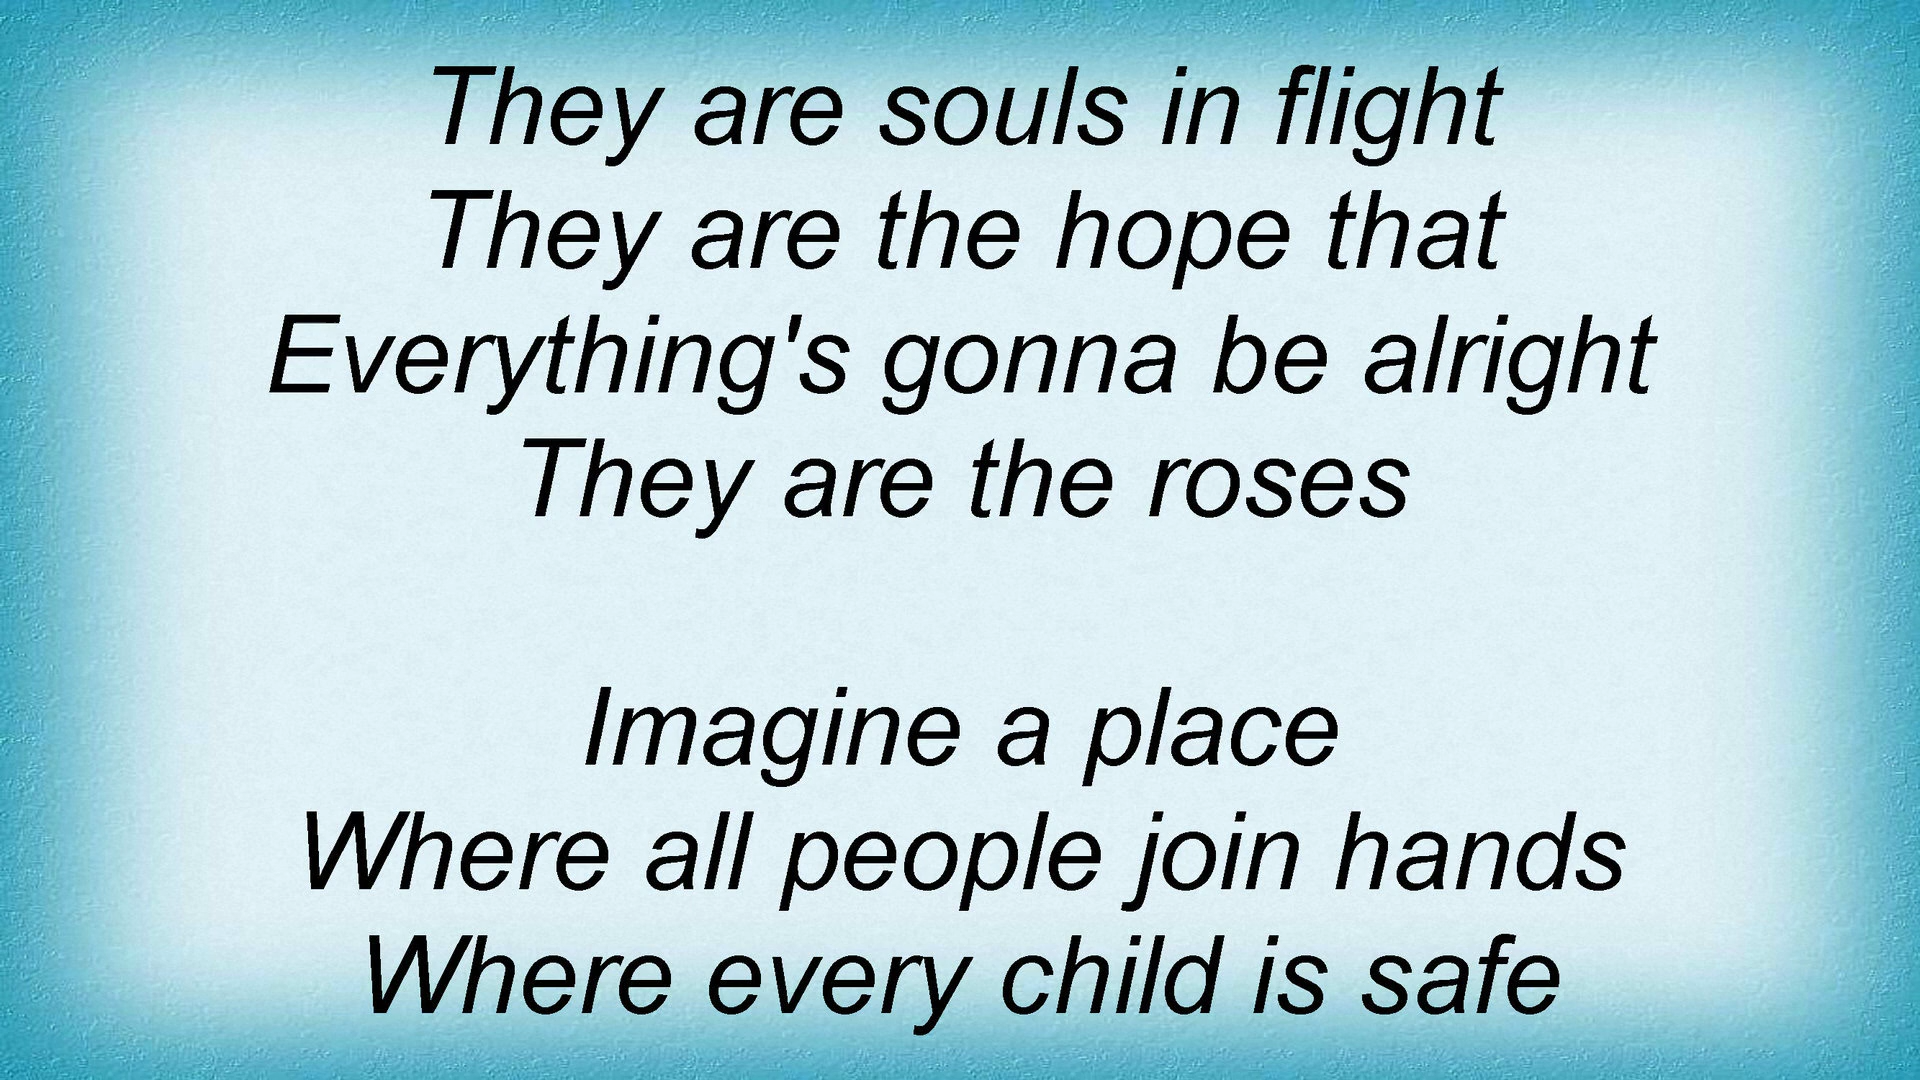 They are souls in flight
They are the hope that
Everything's gonna be alright
They are the roses
Imagine a place
Where all people join hands
Where every child is safe